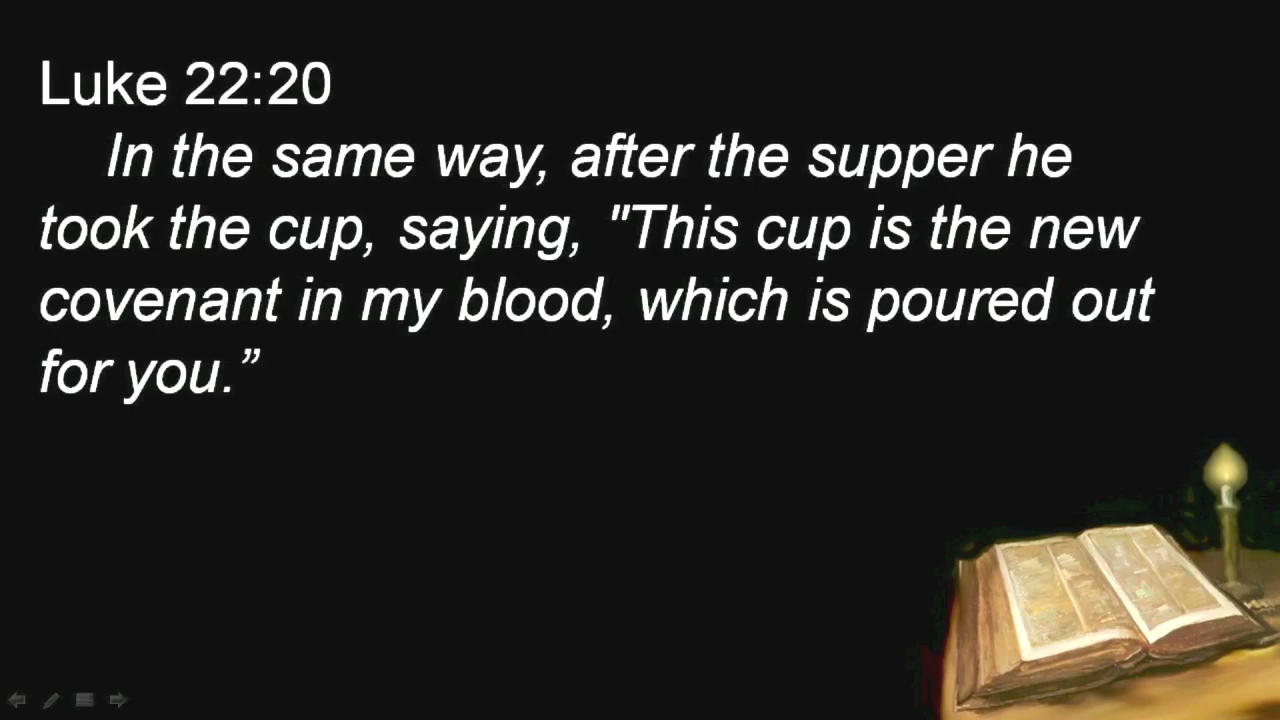 Luke 22:20
In the same way, after the supper he
took the cup, saying, "This cup is the new
covenant in my blood, which is poured out
for you.”